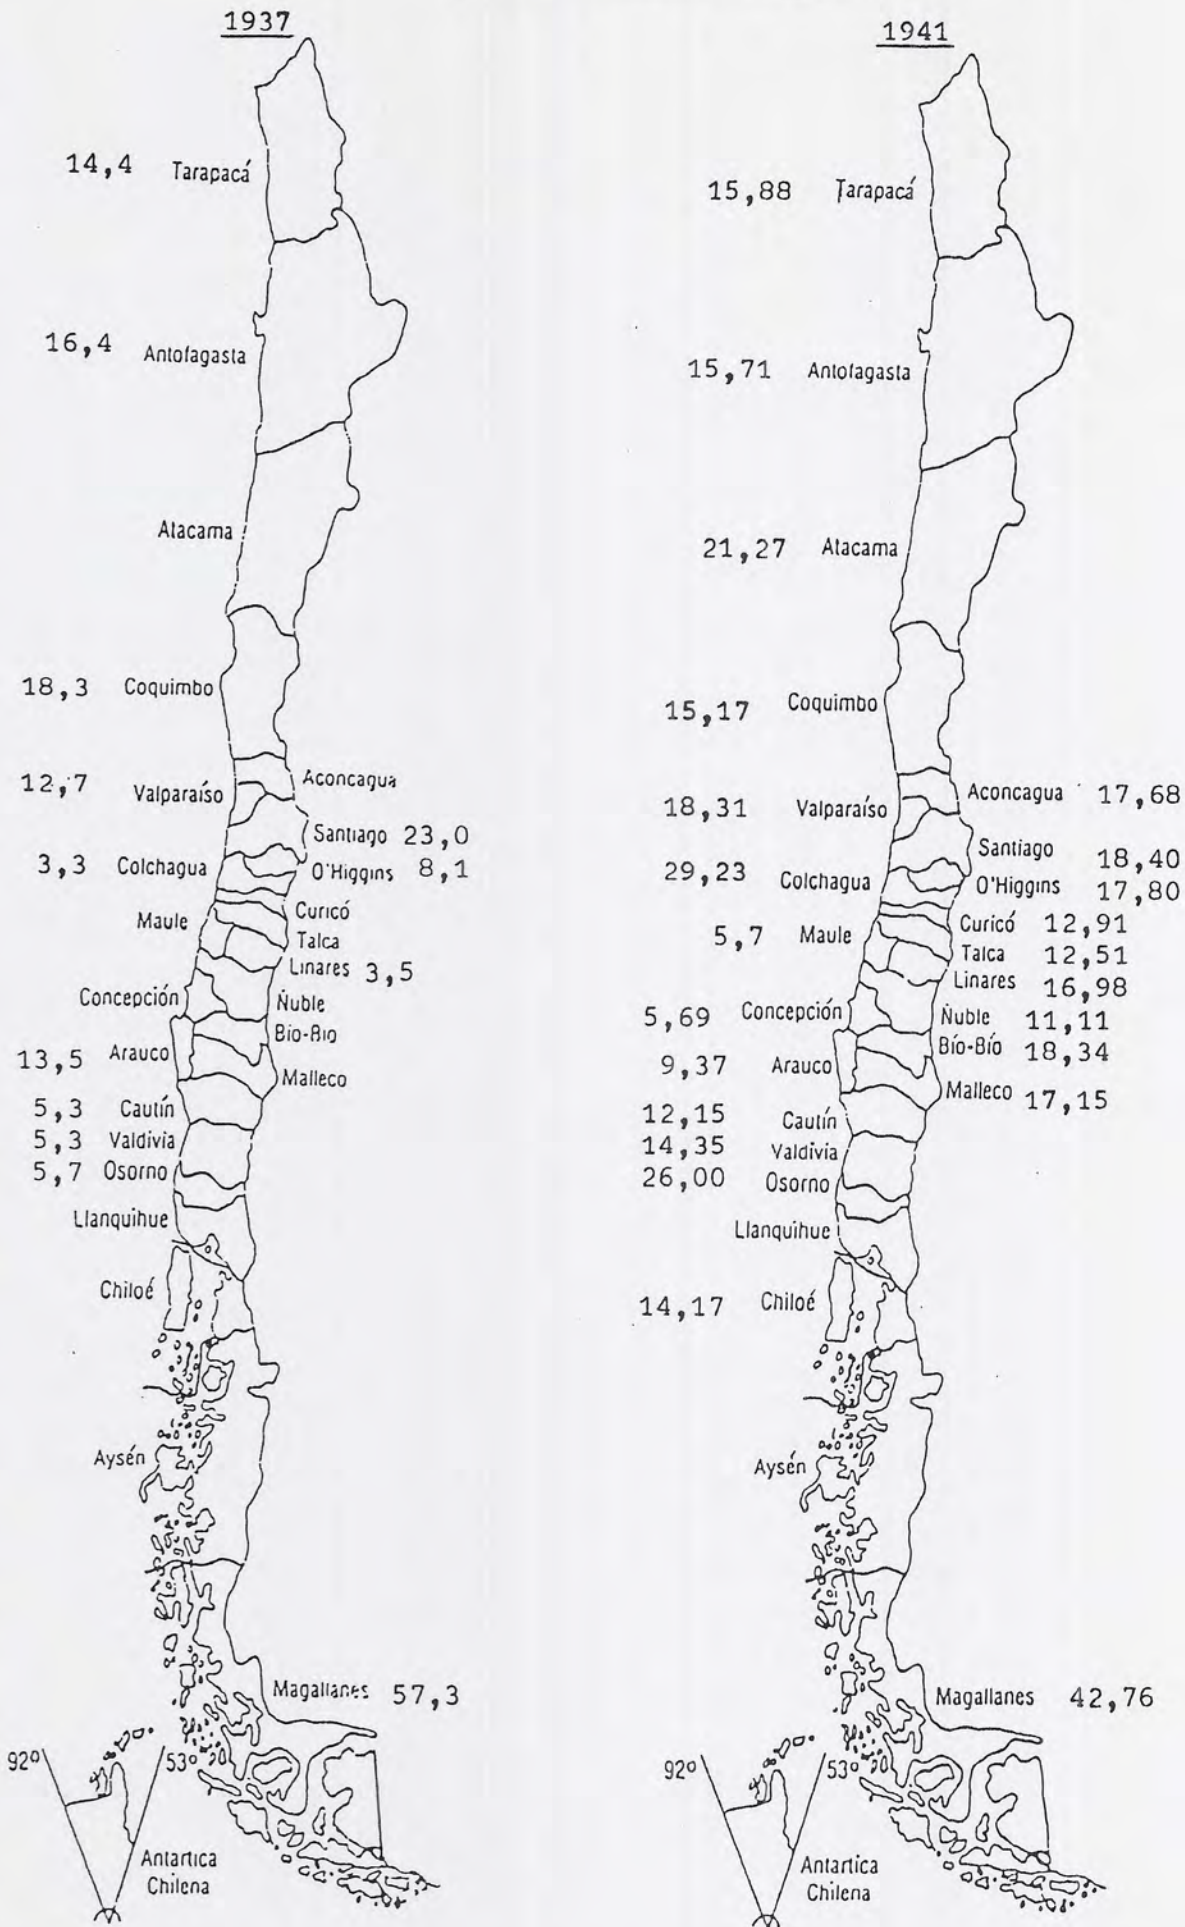 1937
14,4 Tarapacá
16,4 Antofagasta
Atacama
18,3 Coquimbo
12,7 Valparaíso
Aconcagua
Santiago 23,0
3,3 Colchagua
O'Higgins 8,1
Curicó
Maule
Talca
Linares 3,5
Concepción
Ñuble
Bío-Bío
13,5 Arauco
Malleco
5,3 Cautín
5,3 Valdivia
5,7 Osorno
Llanquihue
Chiloé
Aysén
Magallanes 57,3
92º 53º
Antartica
Chilena
1941
15,88 Tarapacá
15,71 Antofagasta
21,27 Atacama
15,17 Coquimbo
Aconcagua 17,68
18,31 Valparaíso
Santiago 18,40
29,23 Colchagua
O'Higgins 17,80
Curicó 12,91
5,7 Maule
Talca 12,51
Linares 16,98
5,69 Concepción
Ñuble 11,11
Bío-Bío 18,34
9,37 Arauco
Malleco 17,15
12,15 Cautín
14,35 Valdivia
26,00 Osorno
Llanquihue
14,17 Chiloé
Aysén
Magallanes 42,76
92º 53º
Antartica
Chilena